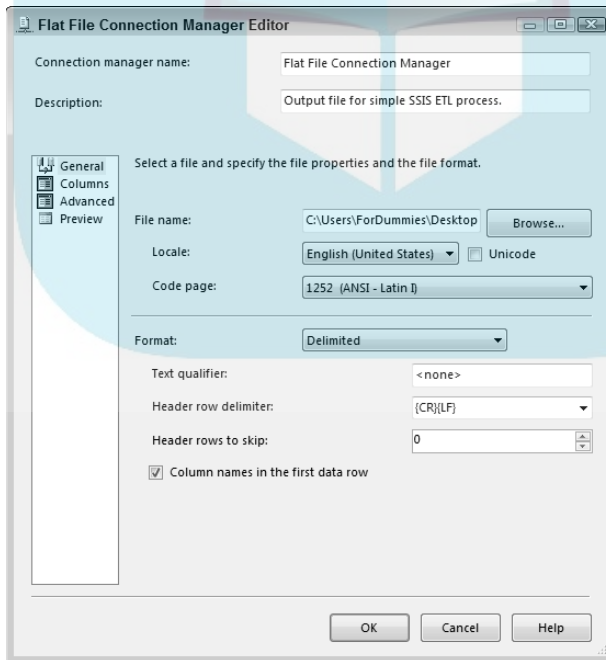 Flat File Connection Manager Editor
Connection manager name: Flat File Connection Manager
Description: Output file for simple SSIS ETL process.
General
Columns
Advanced
Preview
Select a file and specify the file properties and the file format.
File name: C:\Users\ForDummies\Desktop Browse...
Locale: English (United States) Unicode
Code page: 1252 (ANSI - Latin I)
Format: Delimited
Text qualifier: <none>
Header row delimiter: {CR}{LF}
Header rows to skip: 0
Column names in the first data row
OK Cancel Help